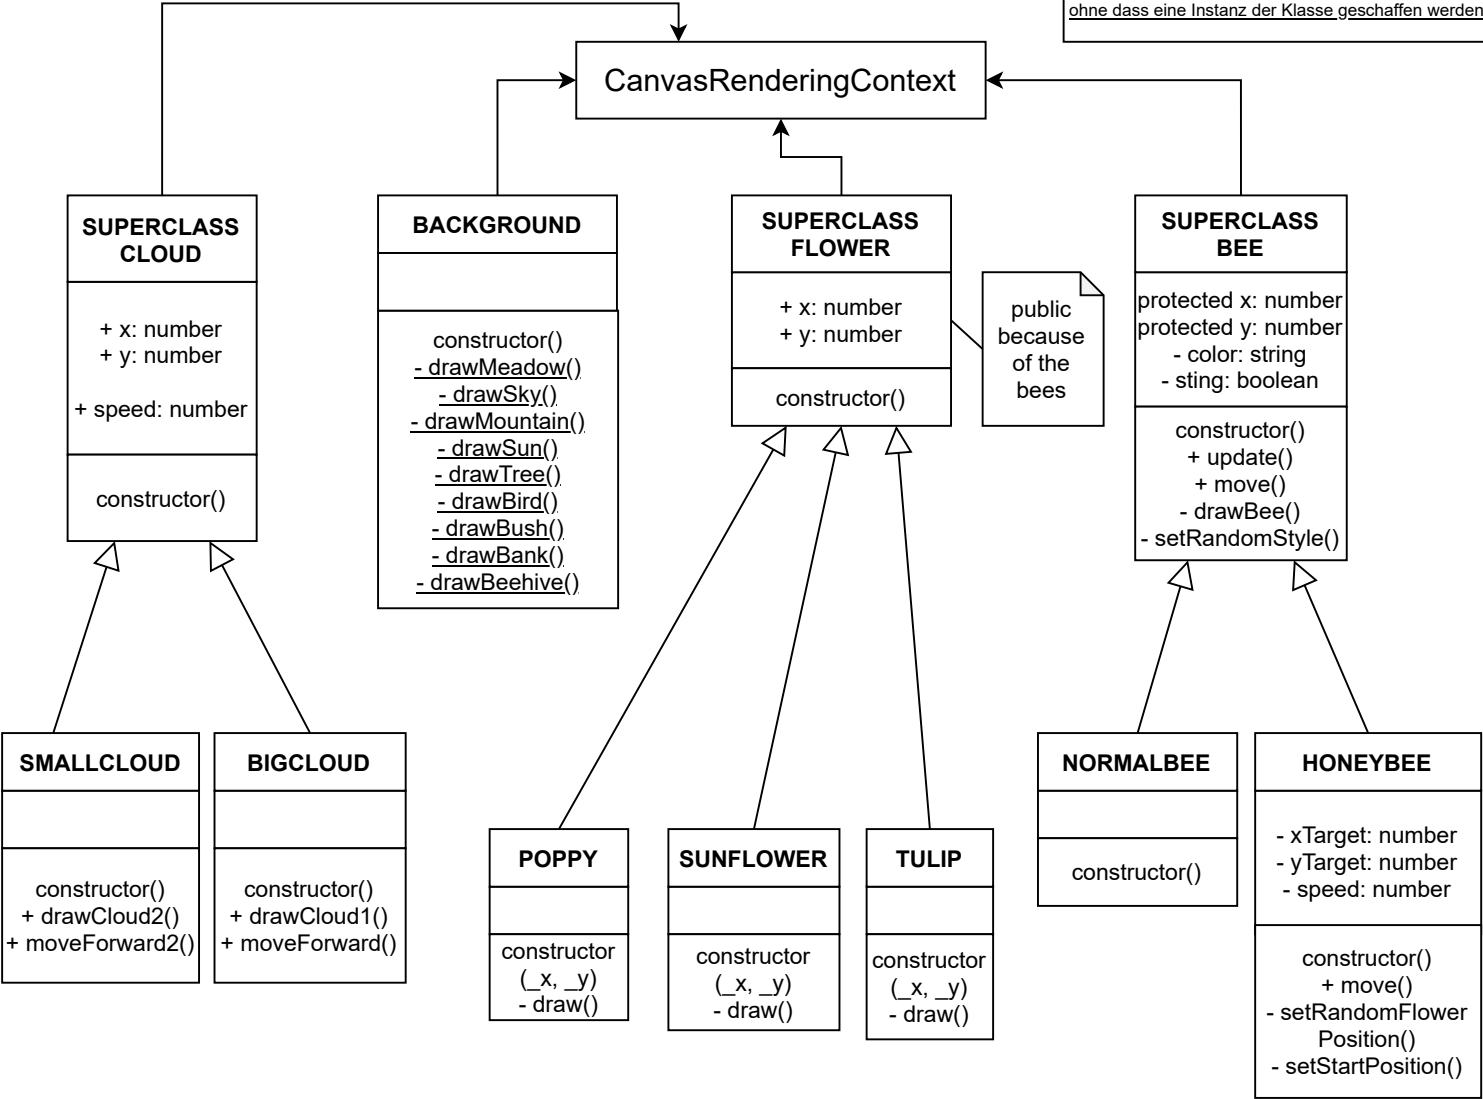 ohne dass eine Instanz der Klasse geschaffen werden
CanvasRenderingContext
SUPERCLASS
CLOUD
+ x: number
+ y: number
+ speed: number
constructor()
BACKGROUND
constructor()
- drawMeadow()
- drawSky()
- drawMountain()
- drawSun()
- drawTree()
- drawBird()
- drawBush()
- drawBank()
- drawBeehive()
SUPERCLASS
FLOWER
+ x: number
+ y: number
constructor()
public
because
of the
bees
SUPERCLASS
BEE
protected x: number
protected y: number
- color: string
- sting: boolean
constructor()
+ update()
+ move()
- drawBee()
- setRandomStyle()
SMALLCLOUD
constructor()
+ drawCloud2()
+ moveForward2()
BIGCLOUD
constructor()
+ drawCloud1()
+ moveForward()
POPPY
constructor
(_x, _y)
- draw()
SUNFLOWER
constructor
(_x, _y)
- draw()
TULIP
constructor
(_x, _y)
- draw()
NORMALBEE
constructor()
HONEYBEE
- xTarget: number
- yTarget: number
- speed: number
constructor()
+ move()
- setRandomFlower
Position()
- setStartPosition()